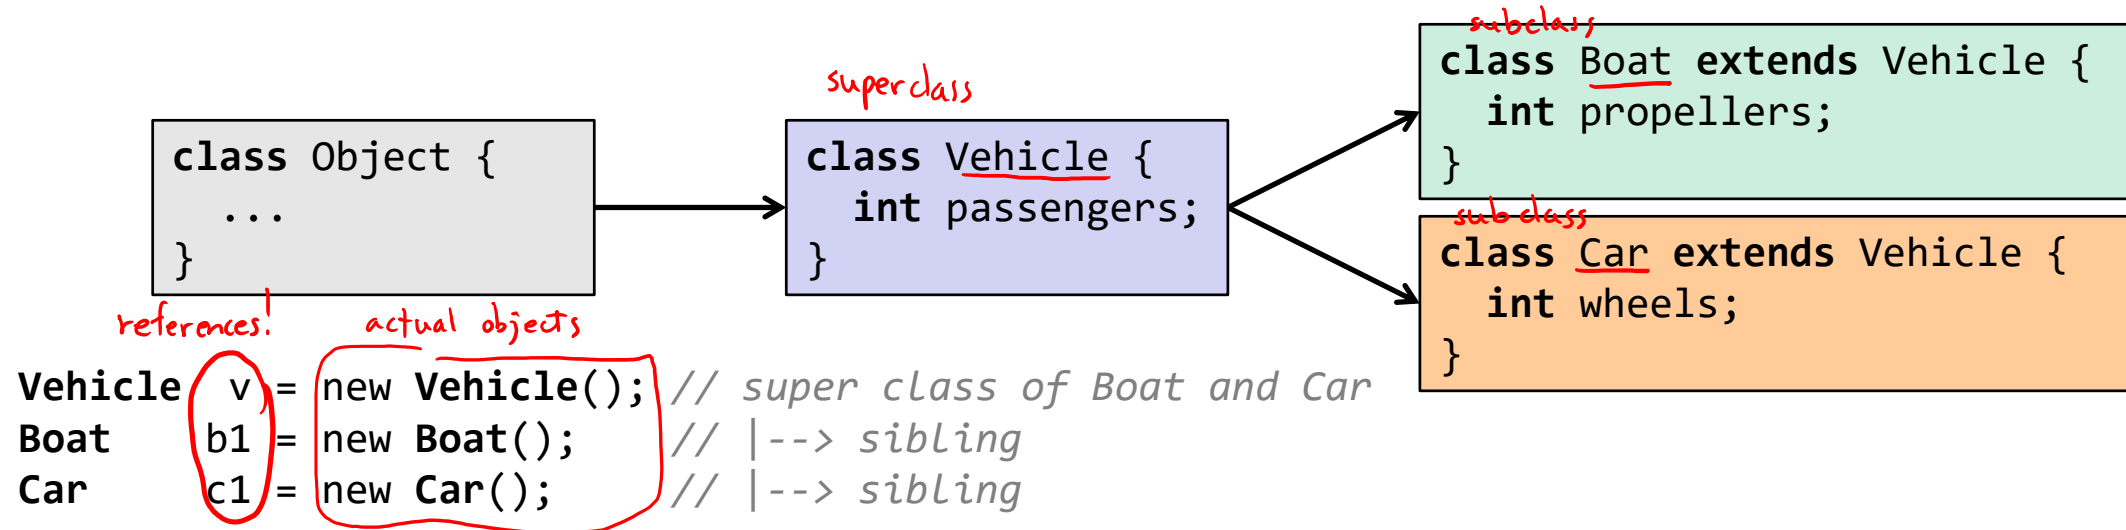 class Object {
...
}
superclass
class Vehicle {
int passengers;
}
subclass
class Boat extends Vehicle {
int propellers;
}
subclass
class Car extends Vehicle {
int wheels;
}
references!
actual objects
Vehicle v = new Vehicle(); // super class of Boat and Car
Boat b1 = new Boat(); // |--> sibling
Car c1 = new Car(); // |--> sibling